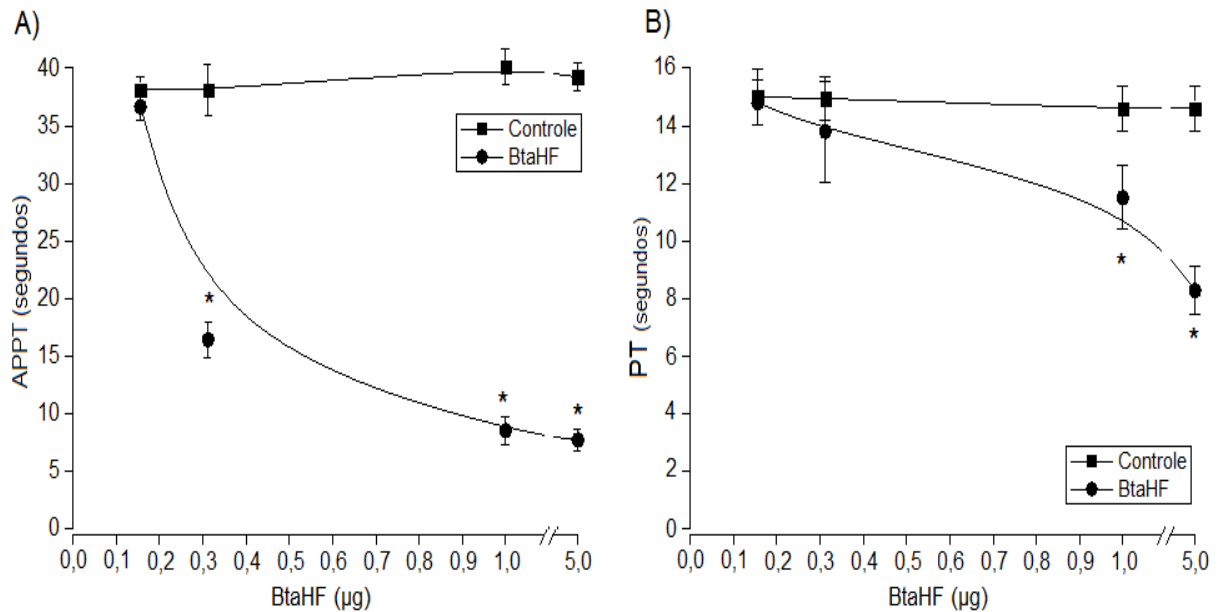 A)
APPT (segundos)
40
35
30
25
20
15
10
5
0
Controle
BtaHF
*
*
*
0,0 0,1 0,2 0,3 0,4 0,5 0,6 0,7 0,8 0,9 1,0 5,0
BtaHF (µg)
B)
PT (segundos)
16
14
12
10
8
6
4
2
0
*
*
Controle
BtaHF
0,0 0,1 0,2 0,3 0,4 0,5 0,6 0,7 0,8 0,9 1,0 5,0
BtaHF (µg)